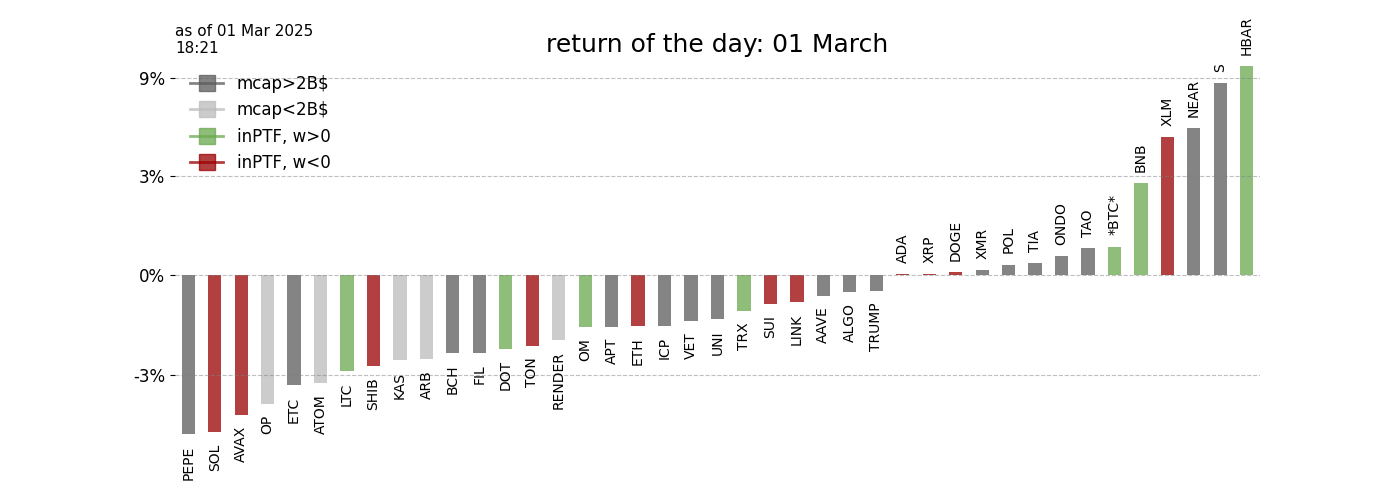 as of 01 Mar 2025
18:21
return of the day: 01 March
9%
3%
0%
-3%
mcap>2B$
mcap<2B$
inPTF, w>0
inPTF, w<0
PEPE
SOL
AVAX
OP
ETC
ATOM
LTC
SHIB
KAS
ARB
BCH
FIL
DOT
TON
RENDER
OM
APT
ETH
ICP
VET
UNI
TRX
SUI
LINK
AAVE
ALGO
TRUMP
ADA
XRP
DOGE
XMR
POL
TIA
ONDO
TAO
*BTC*
BNB
XLM
NEAR
S
HBAR